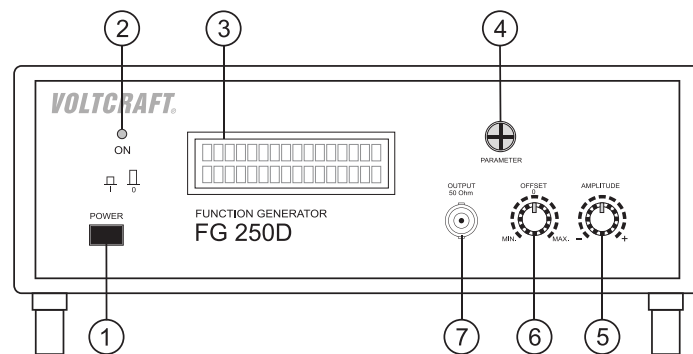 2
3
4
VOLTCRAFT®
ON
PARAMETER
I 0
OUTPUT
50 Ohm
OFFSET
0
AMPLITUDE
POWER
FUNCTION GENERATOR
FG 250D
MIN. MAX.
- +
1
7
6
5